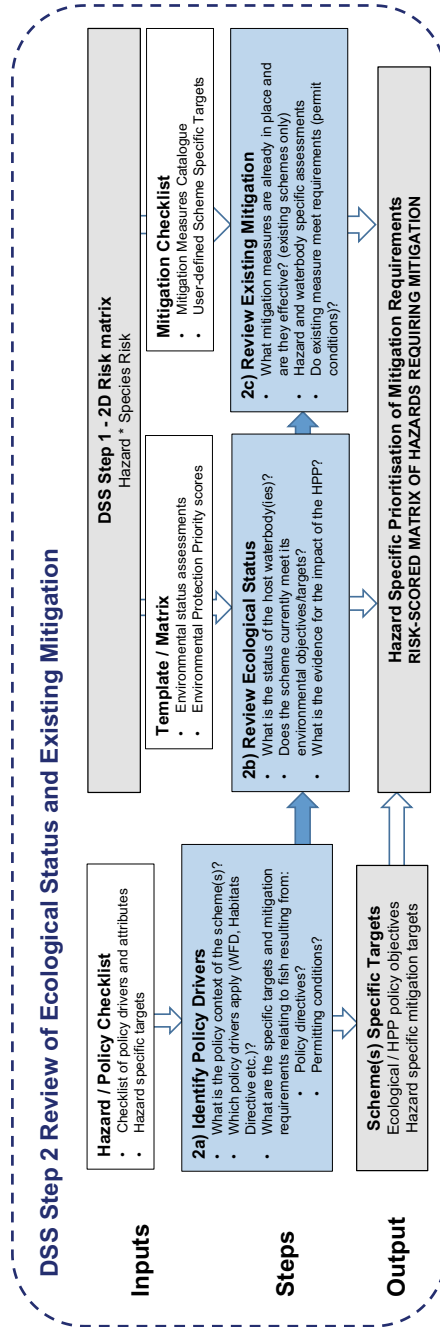 DSS Step 2 Review of Ecological Status and Existing Mitigation
Inputs
Hazard / Policy Checklist
• Checklist of policy drivers and attributes
• Hazard specific targets
DSS Step 1 - 2D Risk matrix
Hazard * Species Risk
Template / Matrix
• Environmental status assessments
• Environmental Protection Priority scores
Mitigation Checklist
• Mitigation Measures Catalogue
• User-defined Scheme Specific Targets
Steps
2a) Identify Policy Drivers
• What is the policy context of the scheme(s)?
• Which policy drivers apply (WFD, Habitats
Directive etc.)?
• What are the specific targets and mitigation
requirements relating to fish resulting from:
• Policy directives?
• Permitting conditions?
2b) Review Ecological Status
• What is the status of the host waterbody(ies)?
• Does the scheme currently meet its
environmental objectives/targets?
• What is the evidence for the impact of the HPP?
2c) Review Existing Mitigation
• What mitigation measures are already in place and
are they effective? (existing schemes only)
• Hazard and waterbody specific assessments
• Do existing measure meet requirements (permit
conditions)?
Output
Scheme(s) Specific Targets
Ecological / HPP policy objectives
Hazard specific mitigation targets
Hazard Specific Prioritisation of Mitigation Requirements
RISK-SCORED MATRIX OF HAZARDS REQUIRING MITIGATION